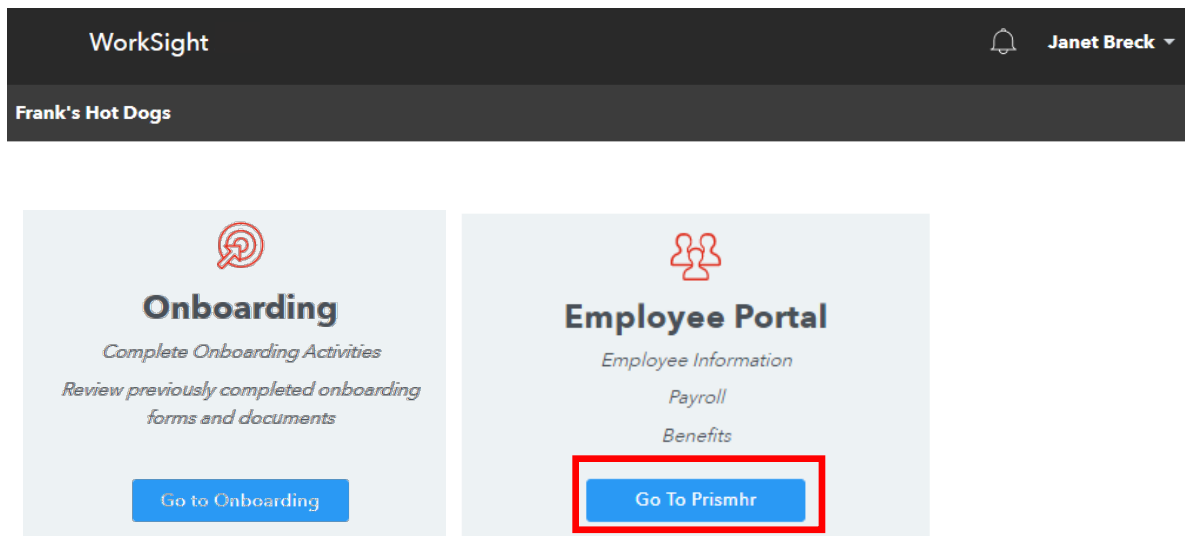 WorkSight
Janet Breck
Frank's Hot Dogs
Onboarding
Complete Onboarding Activities
Review previously completed onboarding
forms and documents
Go to Onboarding
Employee Portal
Employee Information
Payroll
Benefits
Go To Prismhr